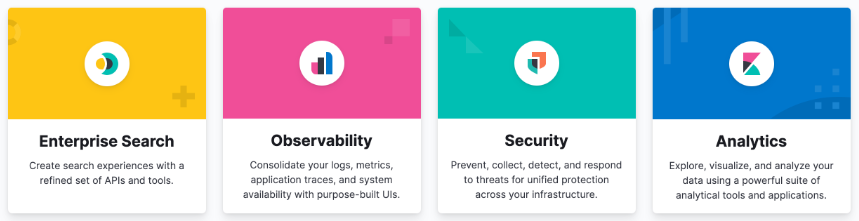 Enterprise Search
Create search experiences with a
refined set of APIs and tools.
Observability
Consolidate your logs, metrics,
application traces, and system
availability with purpose-built UIs.
Security
Prevent, collect, detect, and respond
to threats for unified protection
across your infrastructure.
Analytics
Explore, visualize, and analyze your
data using a powerful suite of
analytical tools and applications.